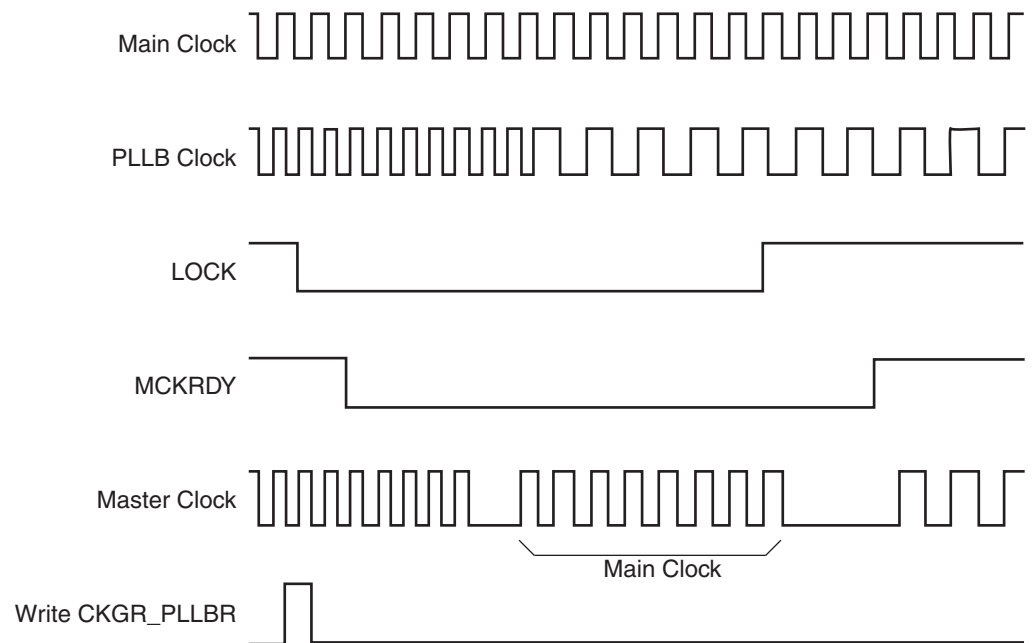 Main Clock
PLLB Clock
LOCK
MCKRDY
Master Clock
Main Clock
Write CKGR_PLLBR